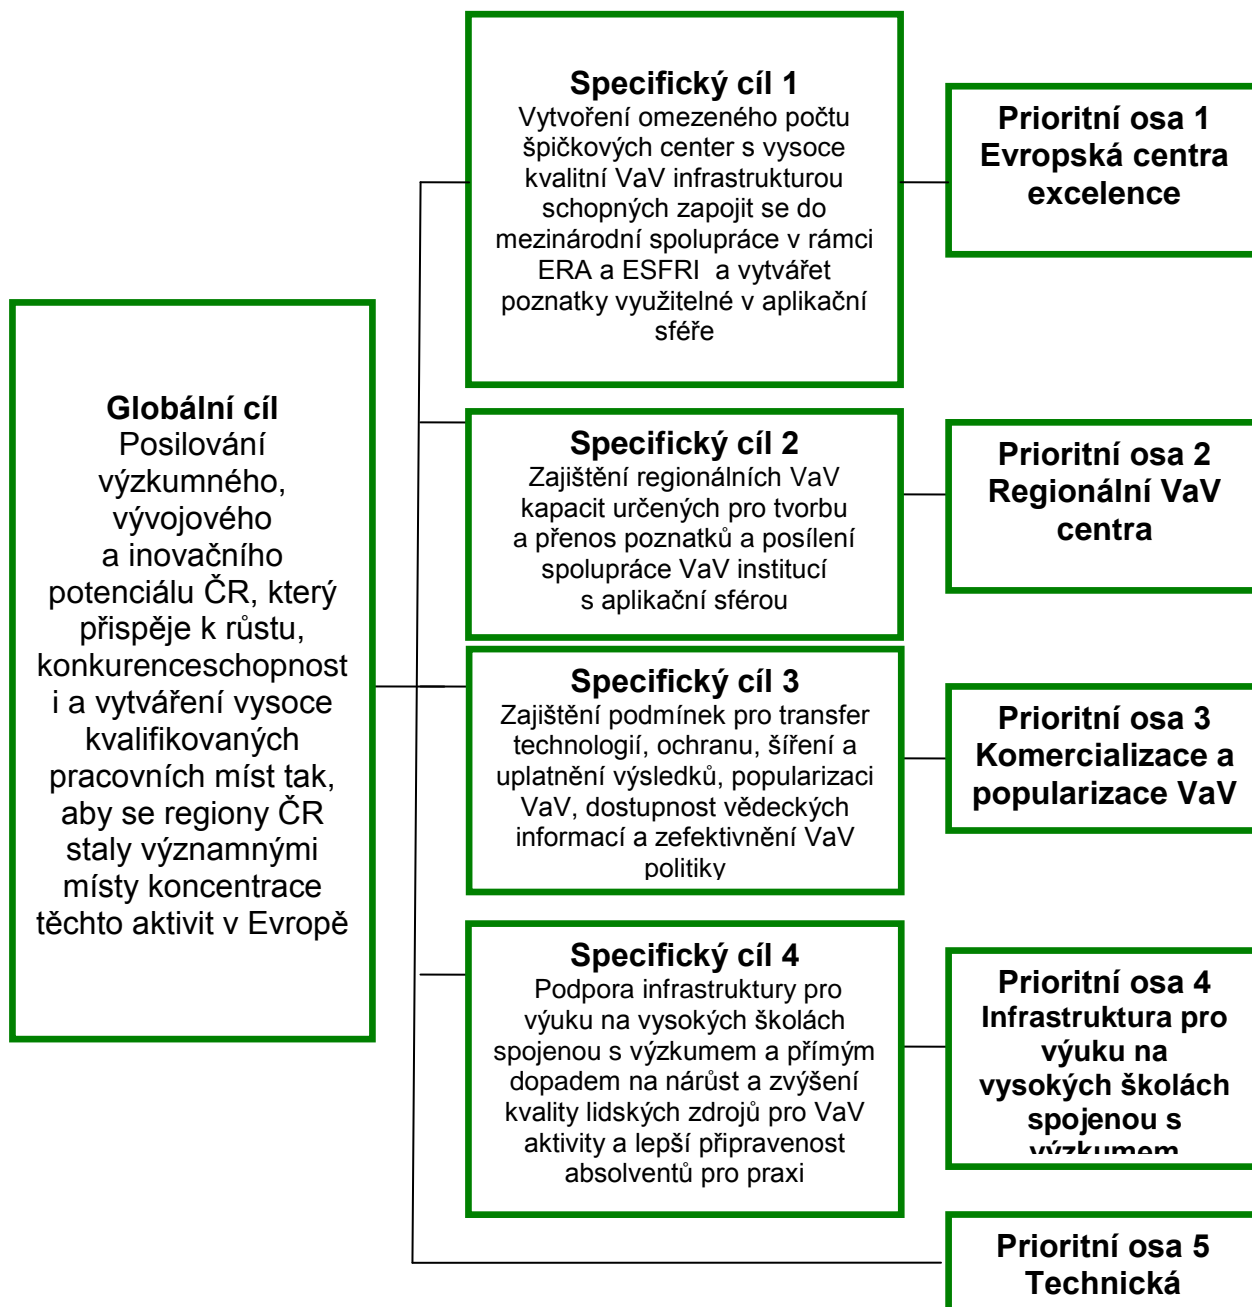 Globální cíl
Posilování
výzkumného,
vývojového
a inovačního
potenciálu ČR, který
přispěje k růstu,
konkurenceschopnost
i a vytváření vysoce
kvalifikovaných
pracovních míst tak,
aby se regiony ČR
staly významnými
místy koncentrace
těchto aktivit v Evropě
Specifický cíl 1
Vytvoření omezeného počtu
špičkových center s vysoce
kvalitní VaV infrastrukturou
schopných zapojit se do
mezinárodní spolupráce v rámci
ERA a ESFRI a vytvářet
poznatky využitelné v aplikační
sféře
Prioritní osa 1
Evropská centra
excelence
Specifický cíl 2
Zajištění regionálních VaV
kapacit určených pro tvorbu
a přenos poznatků a posílení
spolupráce VaV institucí
s aplikační sférou
Prioritní osa 2
Regionální VaV
centra
Specifický cíl 3
Zajištění podmínek pro transfer
technologií, ochranu, šíření a
uplatnění výsledků, popularizaci
VaV, dostupnost vědeckých
informací a zefektivnění VaV
politiky
Prioritní osa 3
Komercializace a
popularizace VaV
Specifický cíl 4
Podpora infrastruktury pro
výuku na vysokých školách
spojenou s výzkumem a přímým
dopadem na nárůst a zvýšení
kvality lidských zdrojů pro VaV
aktivity a lepší připravenost
absolventů pro praxi
Prioritní osa 4
Infrastruktura pro
výuku na
vysokých školách
spojenou s
výzkumem
Prioritní osa 5
Technická